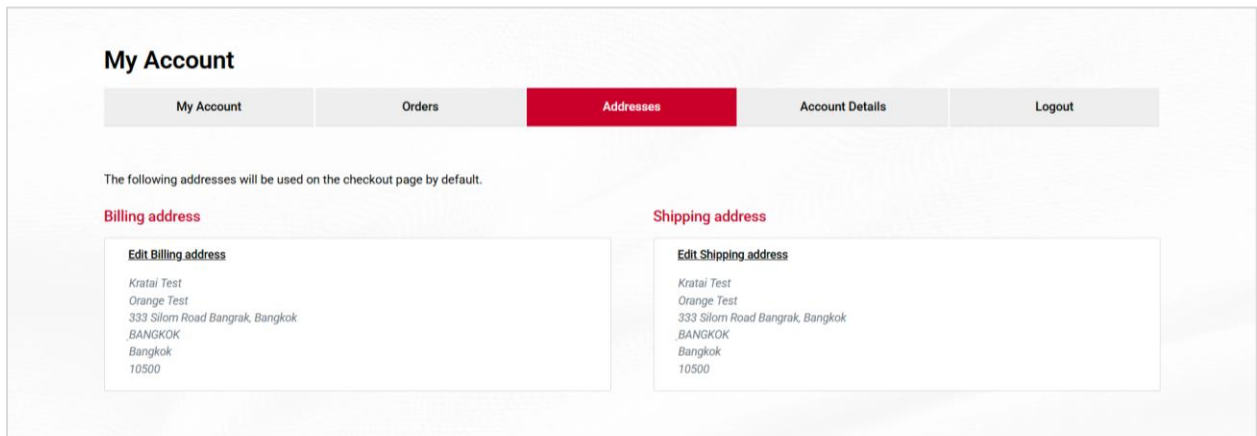 My Account
My Account Orders Addresses Account Details Logout
The following addresses will be used on the checkout page by default.
Billing address
Edit Billing address
Kratai Test
Orange Test
333 Silom Road Bangrak, Bangkok
BANGKOK
Bangkok
10500
Shipping address
Edit Shipping address
Kratai Test
Orange Test
333 Silom Road Bangrak, Bangkok
BANGKOK
Bangkok
10500